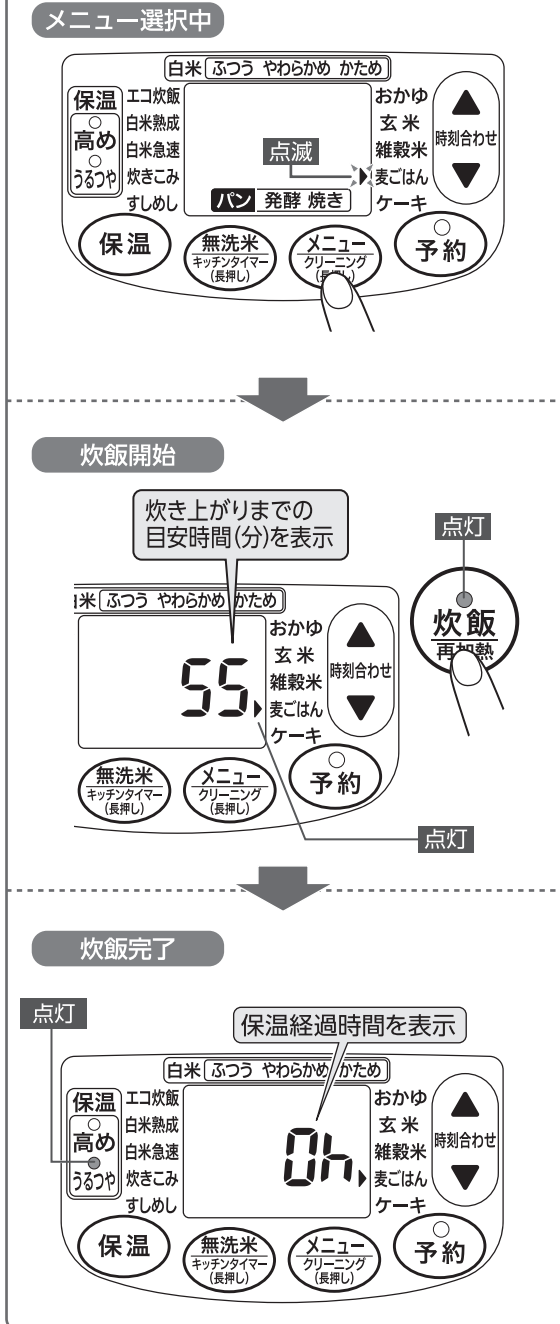 メニュー選択中
白米 ふつう やわらかめ かため
保温
高め
うるつや
エコ炊飯
白米熟成
白米急速
炊きこみ
すしめし
点滅
パン 発酵 焼き
おかゆ
玄米
雑穀米
麦ごはん
ケーキ
時刻合わせ
保温
無洗米
キッチンタイマー
(長押し)
メニュー
クリーニング
(長押し)
予約
炊飯開始
炊き上がりまでの
目安時間(分)を表示
米 ふつう やわらかめ かため
55
おかゆ
玄米
雑穀米
麦ごはん
ケーキ
時刻合わせ
点灯
炊飯
再加熱
無洗米
キッチンタイマー
(長押し)
メニュー
クリーニング
(長押し)
予約
点灯
炊飯完了
点灯
保温経過時間を表示
白米 ふつう やわらかめ かため
保温
高め
うるつや
エコ炊飯
白米熟成
白米急速
炊きこみ
すしめし
0h
おかゆ
玄米
雑穀米
麦ごはん
ケーキ
時刻合わせ
保温
無洗米
キッチンタイマー
(長押し)
メニュー
クリーニング
(長押し)
予約